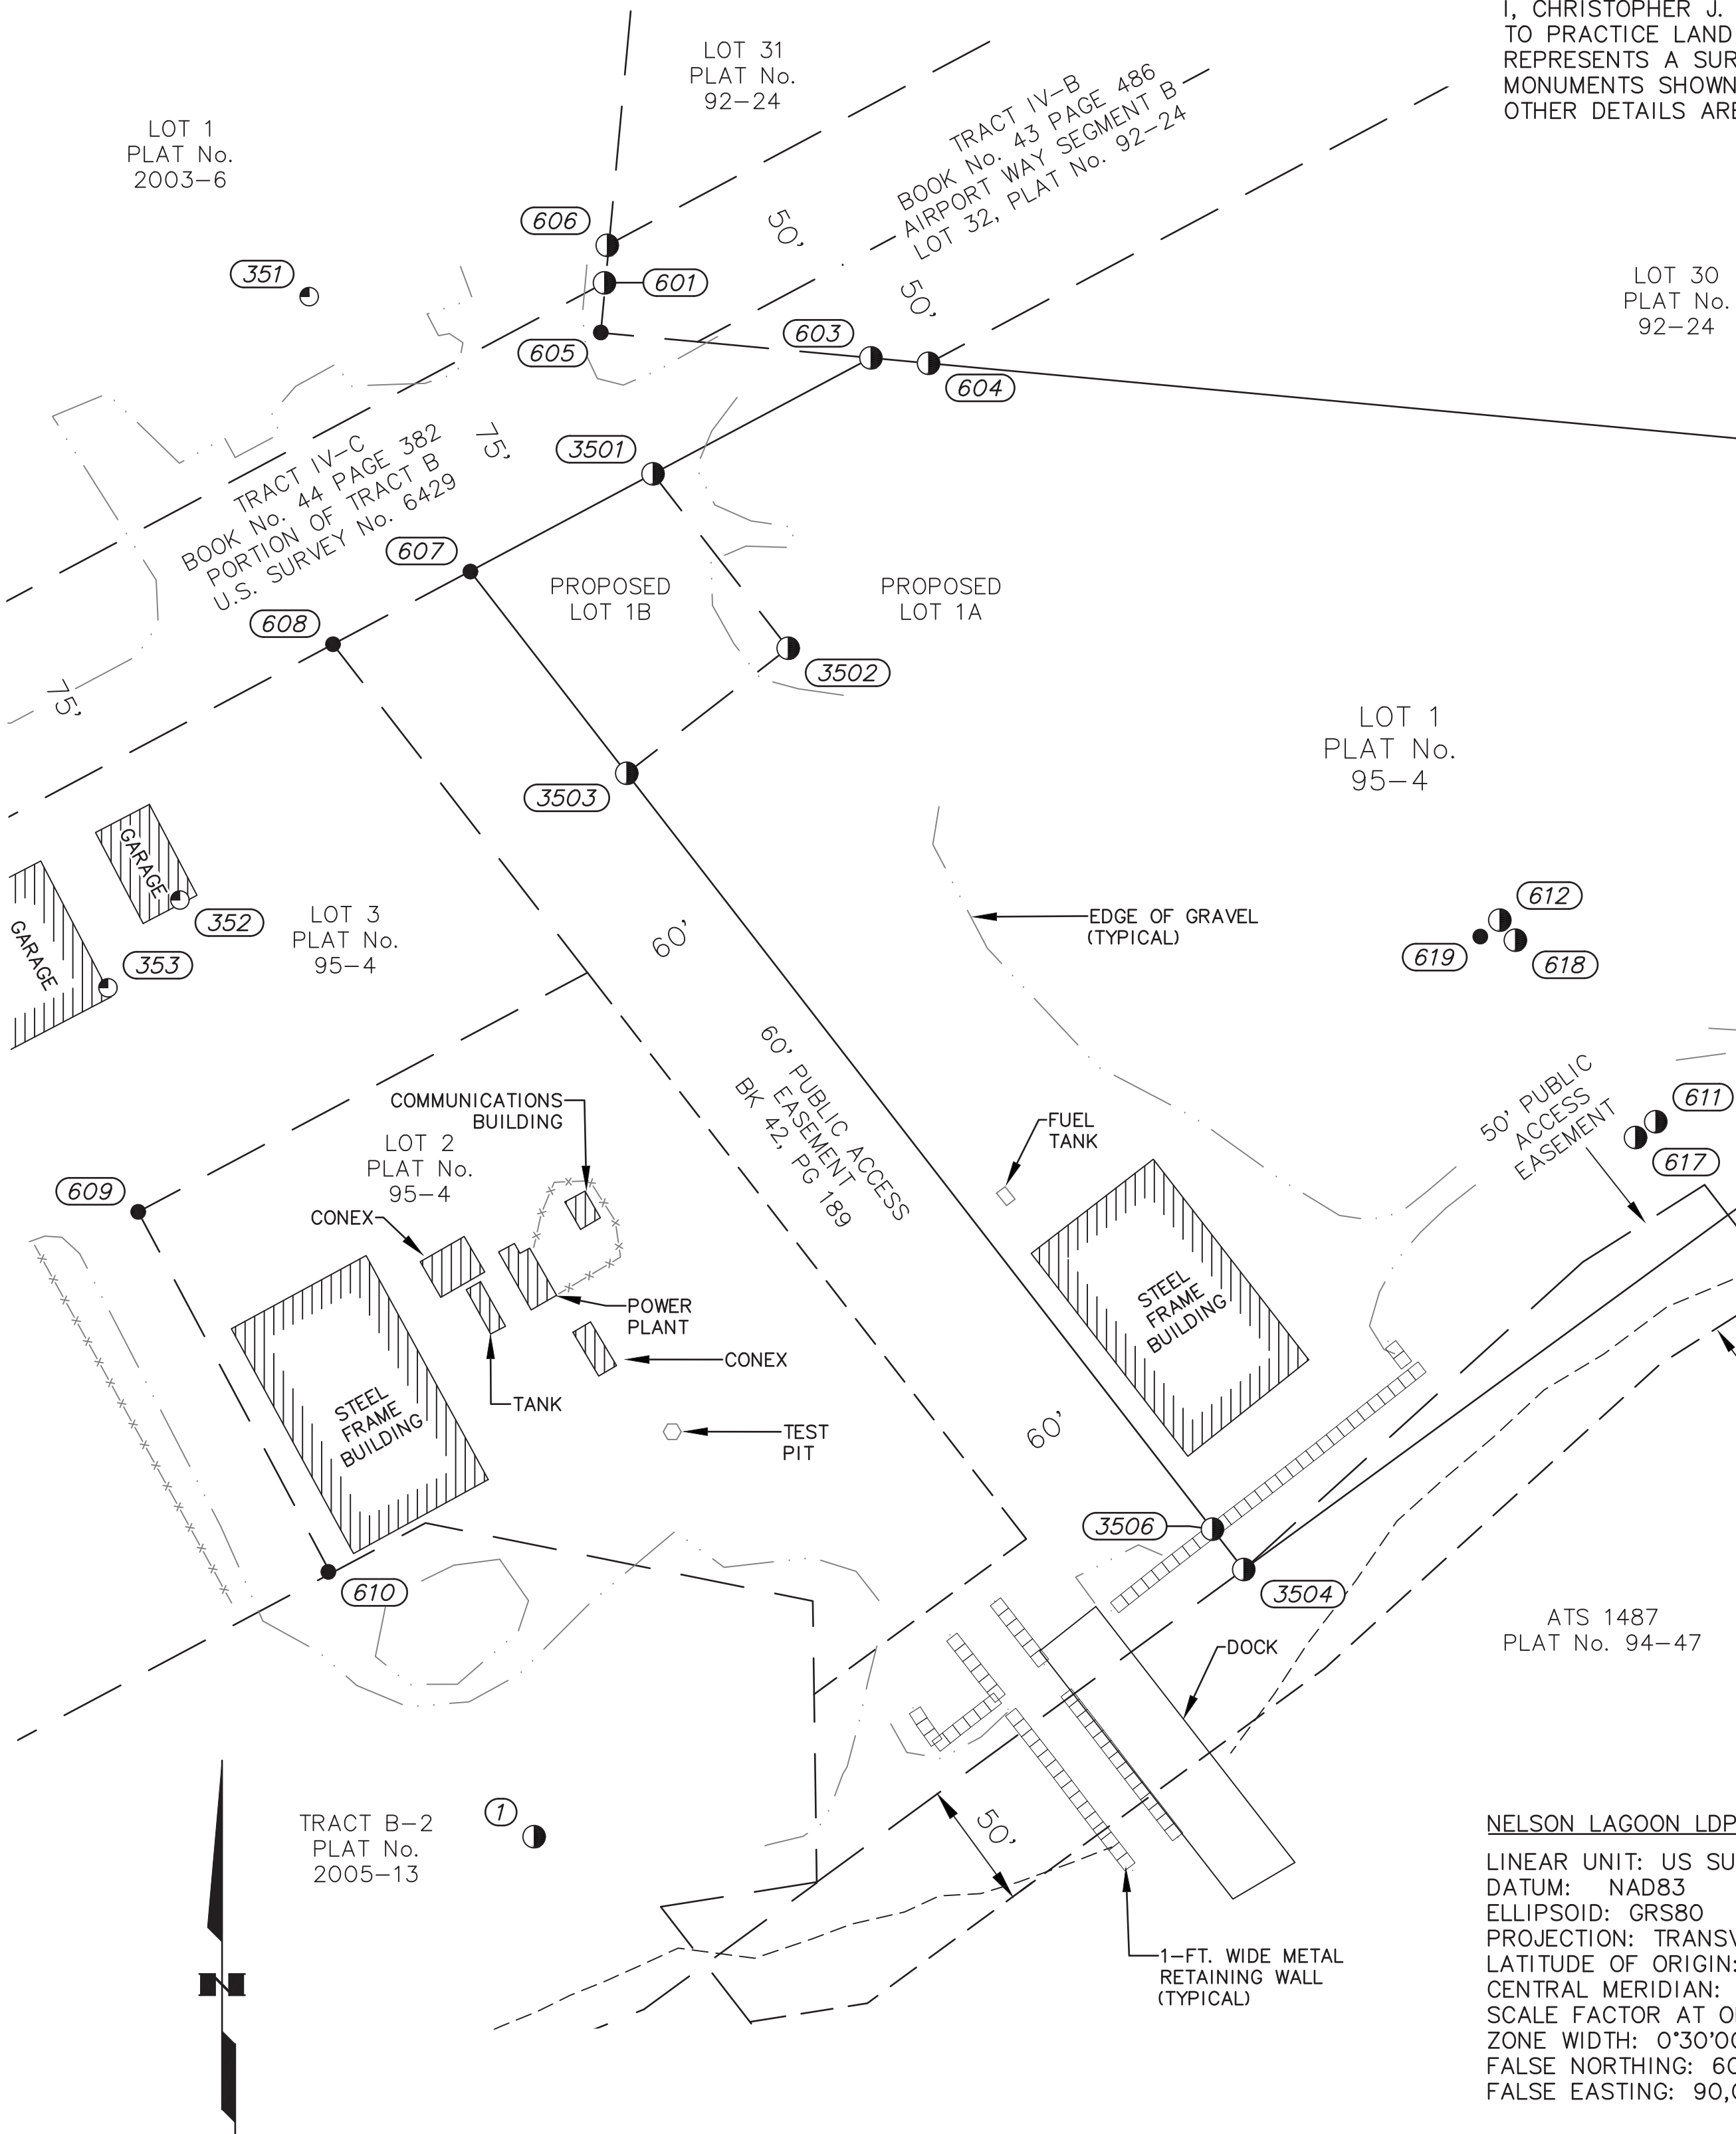 I, CHRISTOPHER J.
TO PRACTICE LAND
REPRESENTS A SUR
MONUMENTS SHOWN
OTHER DETAILS ARE
LOT 31
PLAT No.
92-24
LOT 1
PLAT No.
2003-6
TRACT IV-B
BOOK No. 43 PAGE 486
AIRPORT WAY SEGMENT B
LOT 32, PLAT No. 92-24
606
50'
351
601
LOT 30
PLAT No.
92-24
50'
603
605
604
75'
3501
TRACT IV-C
BOOK No. 44 PAGE 382
PORTION OF TRACT B
U.S. SURVEY No. 6429
607
PROPOSED
LOT 1B
PROPOSED
LOT 1A
608
3502
75'
LOT 1
PLAT No.
95-4
3503
GARAGE
352
LOT 3
PLAT No.
95-4
GARAGE
353
60'
EDGE OF GRAVEL
(TYPICAL)
612
619
618
60' PUBLIC ACCESS
EASEMENT
BK 42, PG 189
COMMUNICATIONS
BUILDING
LOT 2
PLAT No.
95-4
FUEL
TANK
50' PUBLIC
ACCESS
EASEMENT
611
617
609
CONEX
POWER
PLANT
CONEX
TANK
STEEL
FRAME
BUILDING
STEEL
FRAME
BUILDING
TEST
PIT
60'
3506
3504
610
ATS 1487
PLAT No. 94-47
DOCK
TRACT B-2
PLAT No.
2005-13
1
50'
1-FT. WIDE METAL
RETAINING WALL
(TYPICAL)
N
NELSON LAGOON LDP
LINEAR UNIT: US SU
DATUM: NAD83
ELLIPSOID: GRS80
PROJECTION: TRANSV
LATITUDE OF ORIGIN:
CENTRAL MERIDIAN:
SCALE FACTOR AT O
ZONE WIDTH: 0°30'00
FALSE NORTHING: 60
FALSE EASTING: 90,0